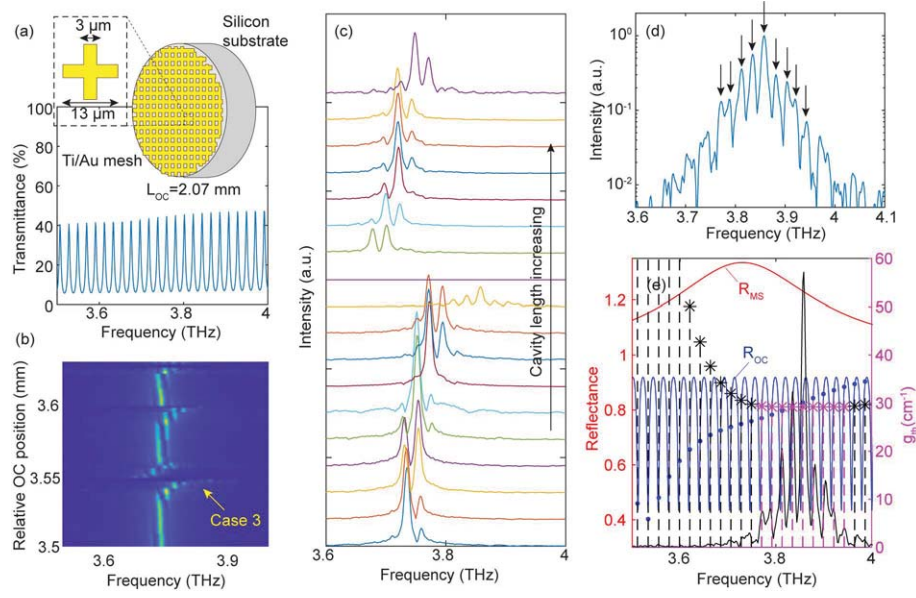 (a)
3 µm
13 µm
Silicon
substrate
Ti/Au mesh
L_OC=2.07 mm
Transmittance (%)
100
80
60
40
20
0
3.6
3.8
4
Frequency (THz)
(b)
Relative OC position (mm)
3.6
3.55
3.5
Case 3
3.5
3.6
3.9
Frequency (THz)
(c)
Intensity (a.u.)
Cavity length increasing
3.6
3.8
4
Frequency (THz)
(d)
Intensity (a.u.)
10⁰
10⁻¹
10⁻²
3.6
3.7
3.8
3.9
4.0
4.1
Frequency (THz)
(e)
R_MS
R_OC
Reflectance
1.2
1
0.8
0.6
0.4
g_th(cm⁻¹)
60
50
40
30
20
10
0
3.6
3.8
4
Frequency (THz)